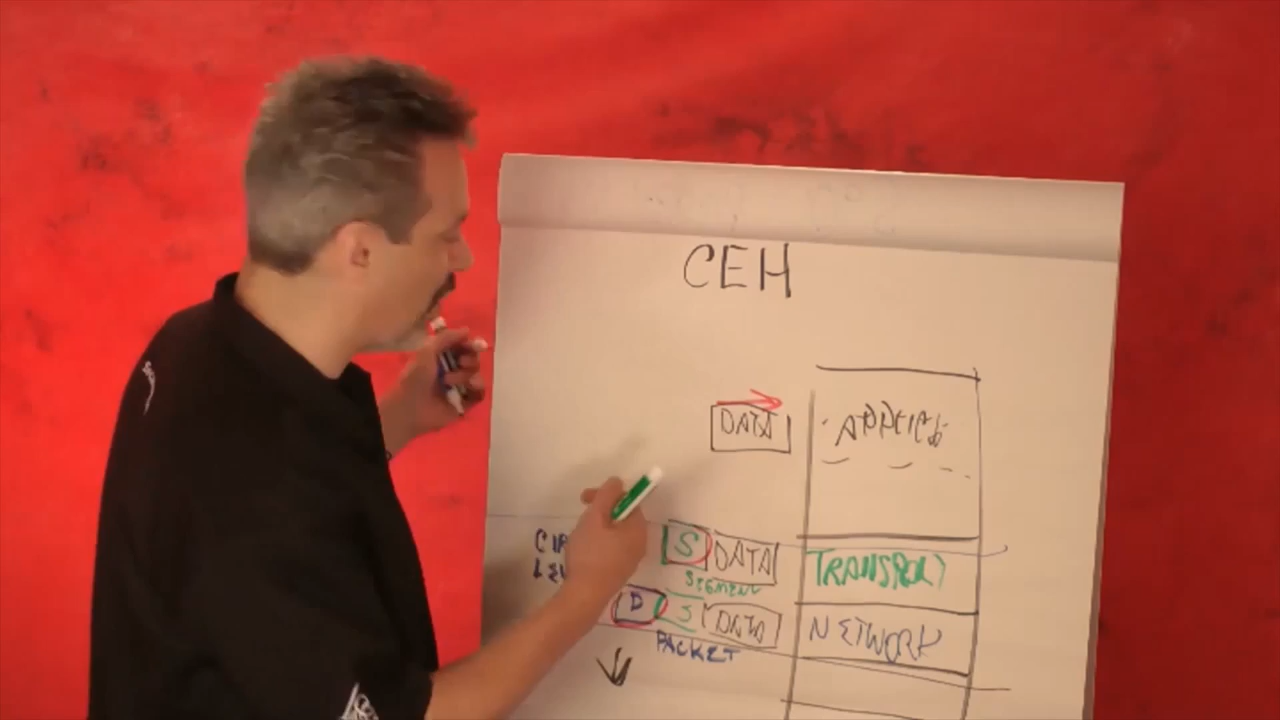 CEH
DATA APPLICA
S DATA TRANSPORT
SEGMENT
D S DATA NETWORK
PACKET